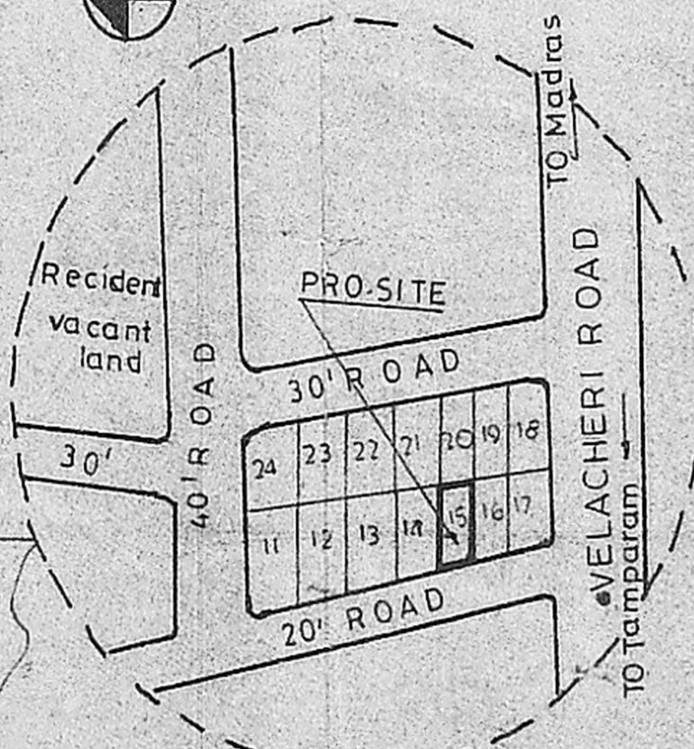 TO Madras
Recident
vacant
land
PRO-SITE
VELACHERI ROAD
30' ROAD
40' ROAD
30'
24 23 22 21 20 19 18
11 12 13 14 15 16 17
20' ROAD
TO Tamparam